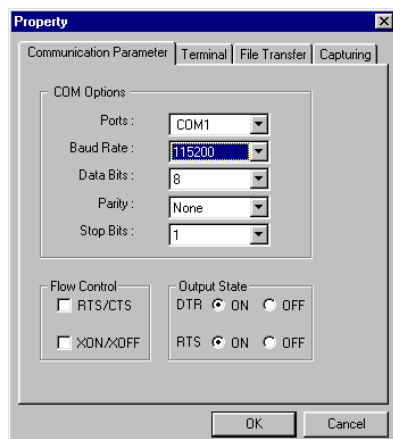 Property
Communication Parameter Terminal File Transfer Capturing
COM Options
Ports : COM1
Baud Rate : 115200
Data Bits : 8
Parity : None
Stop Bits : 1
Flow Control Output State
RTS/CTS DTR ON OFF
XON/XOFF RTS ON OFF
OK Cancel